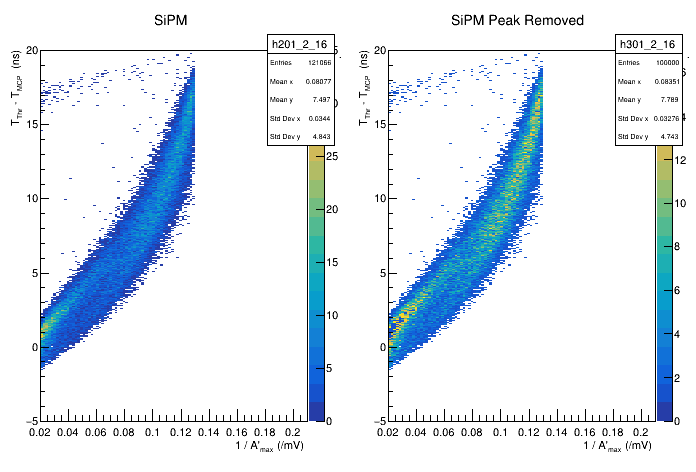 SiPM
h201_2_16
Entries 121066
Mean x 0.08077
Mean y 7.497
Std Dev x 0.0344
Std Dev y 4.843
T_Thr - T_MCP (ns)
20
15
10
5
0
−5
0.02 0.04 0.06 0.08 0.1 0.12 0.14 0.16 0.18 0.2
1 / A'_max (/mV)
25
20
15
10
5
0
SiPM Peak Removed
h301_2_16
Entries 100000
Mean x 0.08351
Mean y 7.789
Std Dev x 0.03276
Std Dev y 4.743
T_Thr - T_MCP (ns)
20
15
10
5
0
−5
0.02 0.04 0.06 0.08 0.1 0.12 0.14 0.16 0.18 0.2
1 / A'_max (/mV)
12
10
8
6
4
2
0